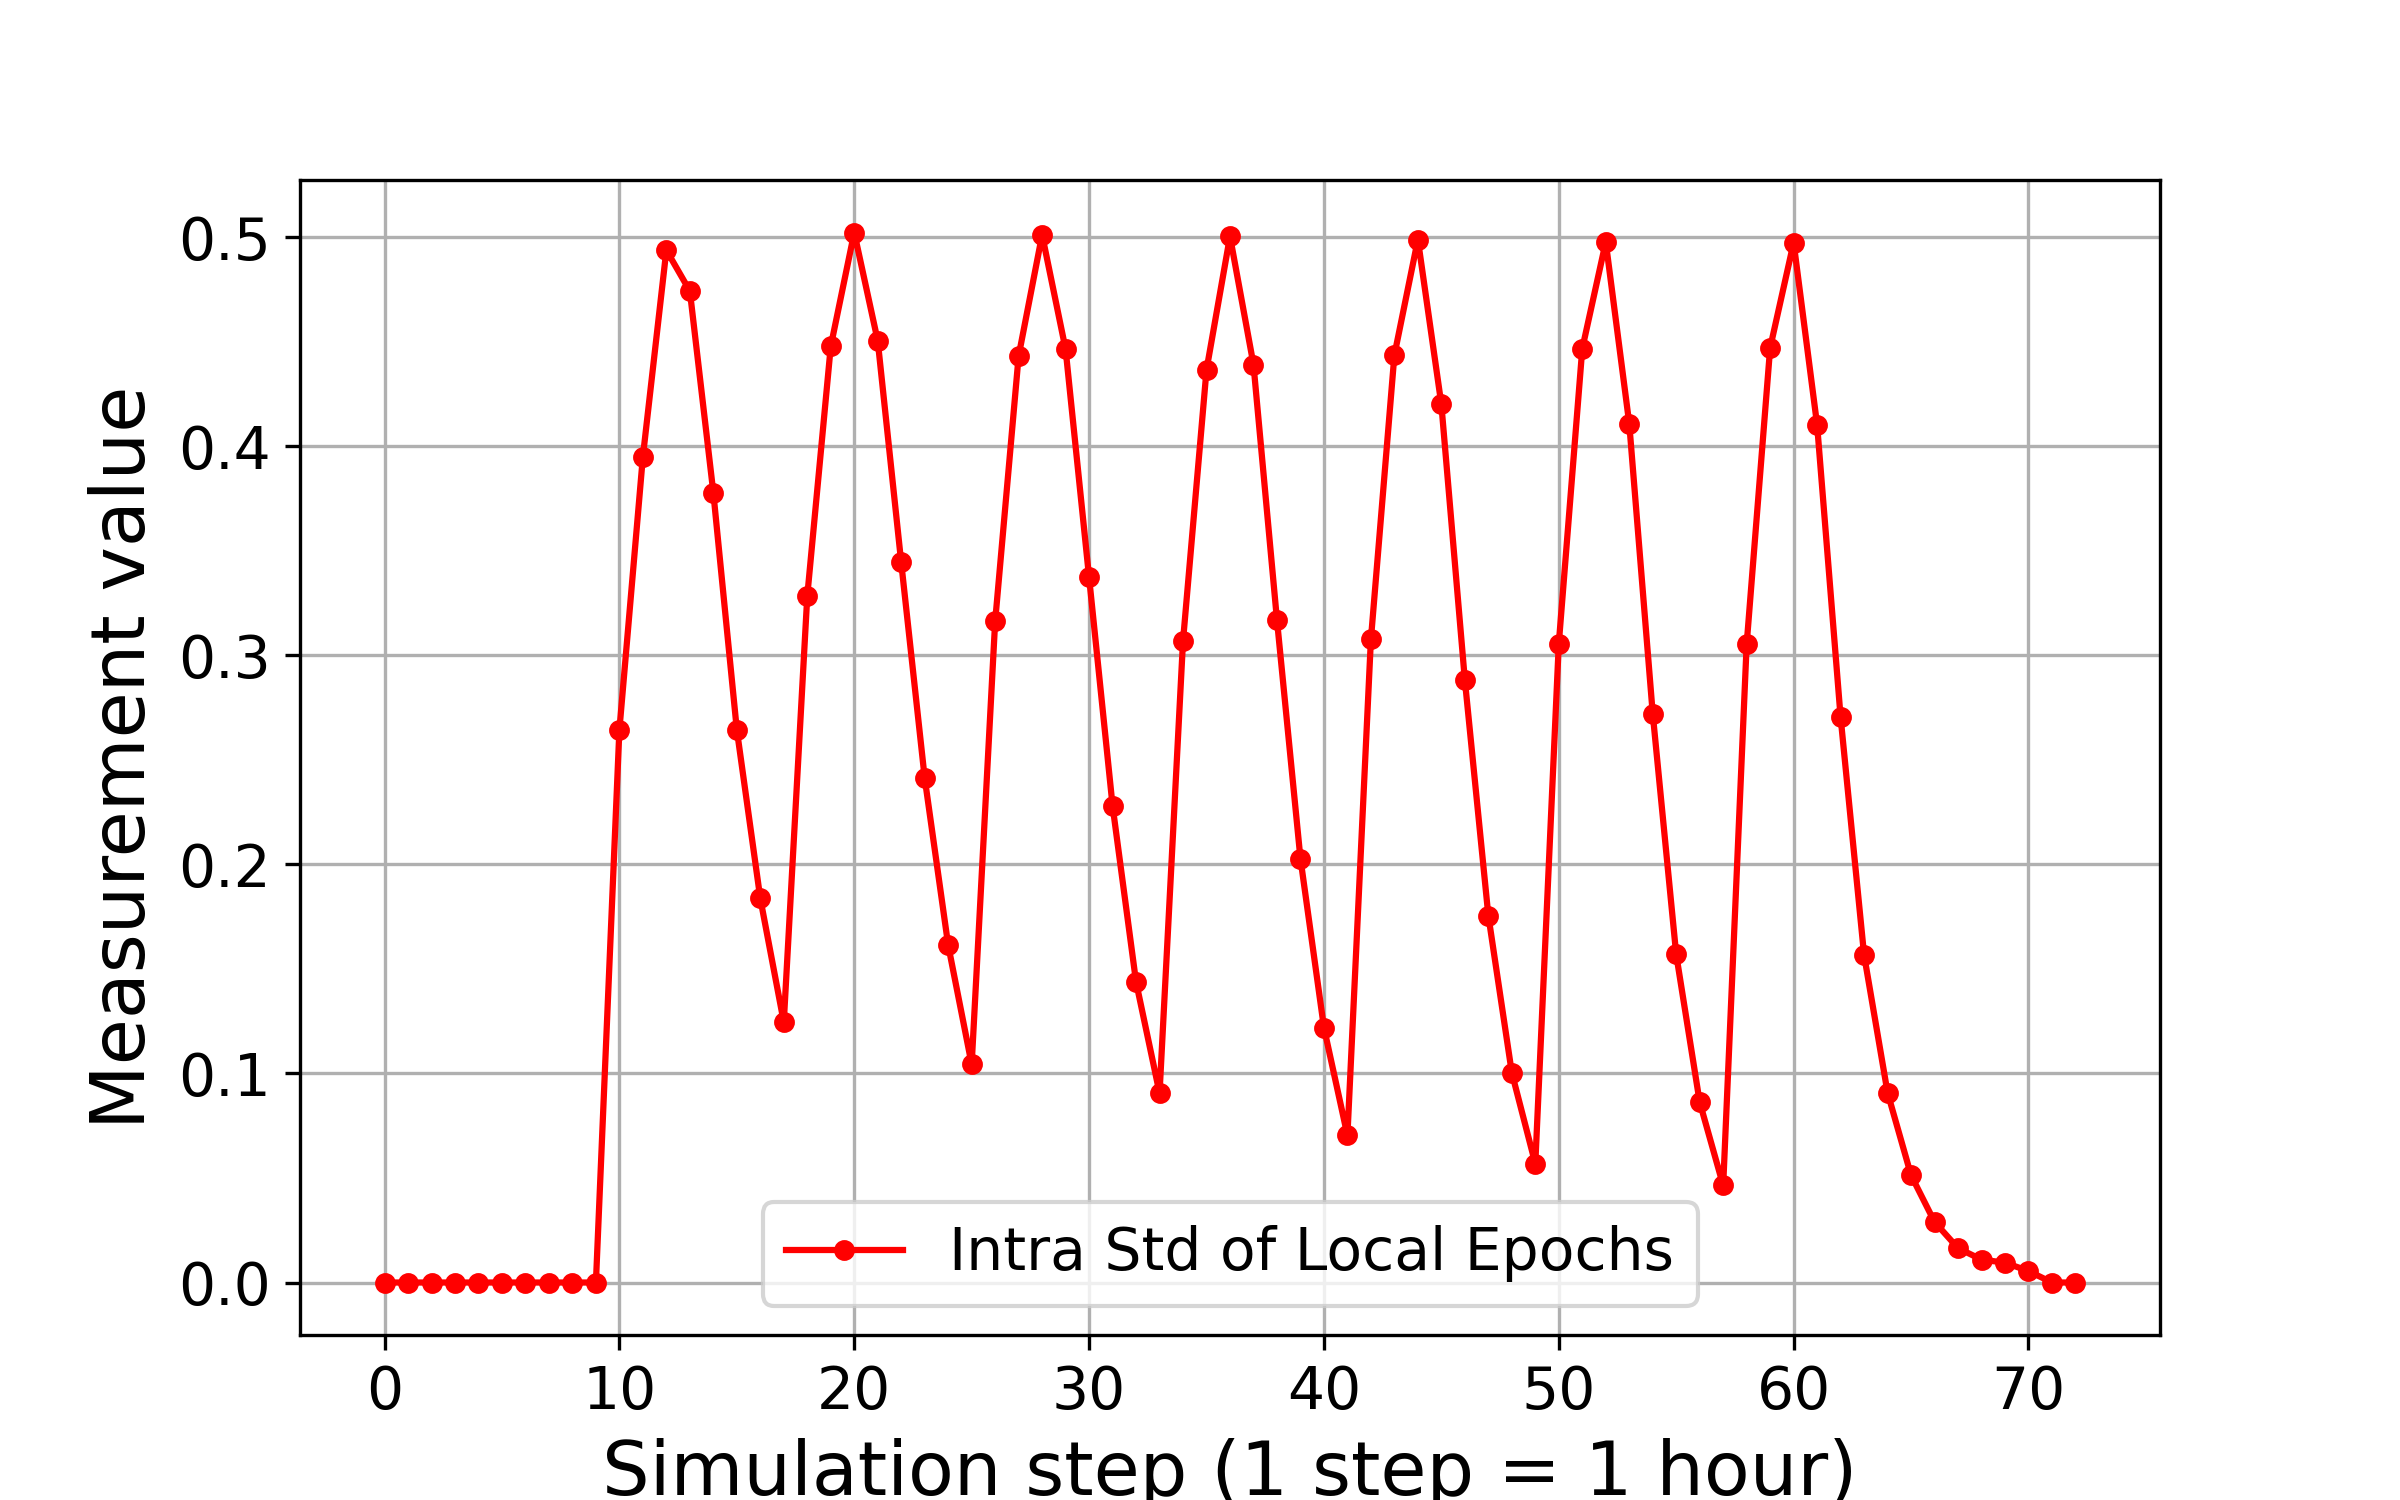 Measurement value
0.5
0.4
0.3
0.2
0.1
0.0
Intra Std of Local Epochs
0 10 20 30 40 50 60 70
Simulation step (1 step = 1 hour)